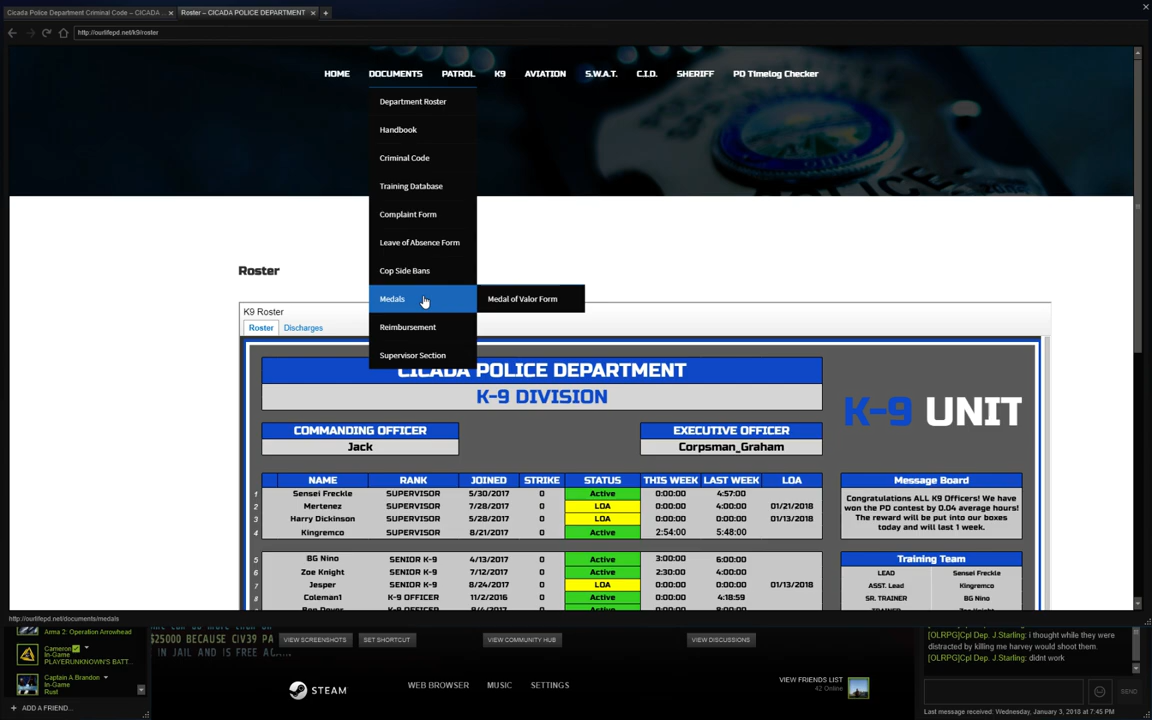 Cicada Police Department Criminal Code – CICADA ... x
Roster – CICADA POLICE DEPARTMENT x +
http://ourlifepd.net/k9/roster
HOME DOCUMENTS PATROL K9 AVIATION S.W.A.T. C.I.D. SHERIFF PD Timelog Checker
Department Roster
Handbook
Criminal Code
Training Database
Complaint Form
Leave of Absence Form
Cop Side Bans
Medals
Medal of Valor Form
Reimbursement
Supervisor Section
Roster
K9 Roster
Roster Discharges
CICADA POLICE DEPARTMENT
K-9 DIVISION
K-9 UNIT
COMMANDING OFFICER
Jack
EXECUTIVE OFFICER
Corpsman_Graham
NAME RANK JOINED STRIKE STATUS THIS WEEK LAST WEEK LOA
1 Sensei Freckle SUPERVISOR 5/30/2017 0 Active 0:00:00 4:57:00
2 Mertenez SUPERVISOR 7/28/2017 0 LOA 0:00:00 4:00:00 01/21/2018
3 Harry Dickinson SUPERVISOR 5/28/2017 0 LOA 0:00:00 0:00:00 01/13/2018
4 Kingremco SUPERVISOR 8/21/2017 0 Active 2:54:00 5:48:00
5 BG Nino SENIOR K-9 4/13/2017 0 Active 3:00:00 6:00:00
6 Zoe Knight SENIOR K-9 7/12/2017 0 Active 2:30:00 4:00:00
7 Jesper SENIOR K-9 8/24/2017 0 LOA 0:00:00 0:00:00 01/13/2018
8 Coleman1 K-9 OFFICER 11/2/2016 0 Active 0:00:00 4:18:59
Message Board
Congratulations ALL K9 Officers! We have
won the PD contest by 0.04 average hours!
The reward will be put into our boxes
today and will last 1 week.
Training Team
LEAD Sensei Freckle
ASST. Lead Kingremco
SR. TRAINER BG Nino
http://ourlifepd.net/documents/medals
Arma 2: Operation Arrowhead
Cameron
In-Game
PLAYERUNKNOWN'S BATT...
Captain A Brandon
In-Game
Rust
+ ADD A FRIEND...
$25000 BECAUSE CIV39 PA
IN JAIL AND IS FREE
VIEW SCREENSHOTS SET SHORTCUT VIEW COMMUNITY HUB VIEW DISCUSSIONS
STEAM
WEB BROWSER MUSIC SETTINGS
VIEW FRIENDS LIST
42 Online
[OLRPG]Cpl Dep. J.Starling: i thought while they were
distracted by killing me harvey would shoot them.
[OLRPG]Cpl Dep. J.Starling: didnt work
SEND
Last message received: Wednesday, January 3, 2018 at 7:45 PM